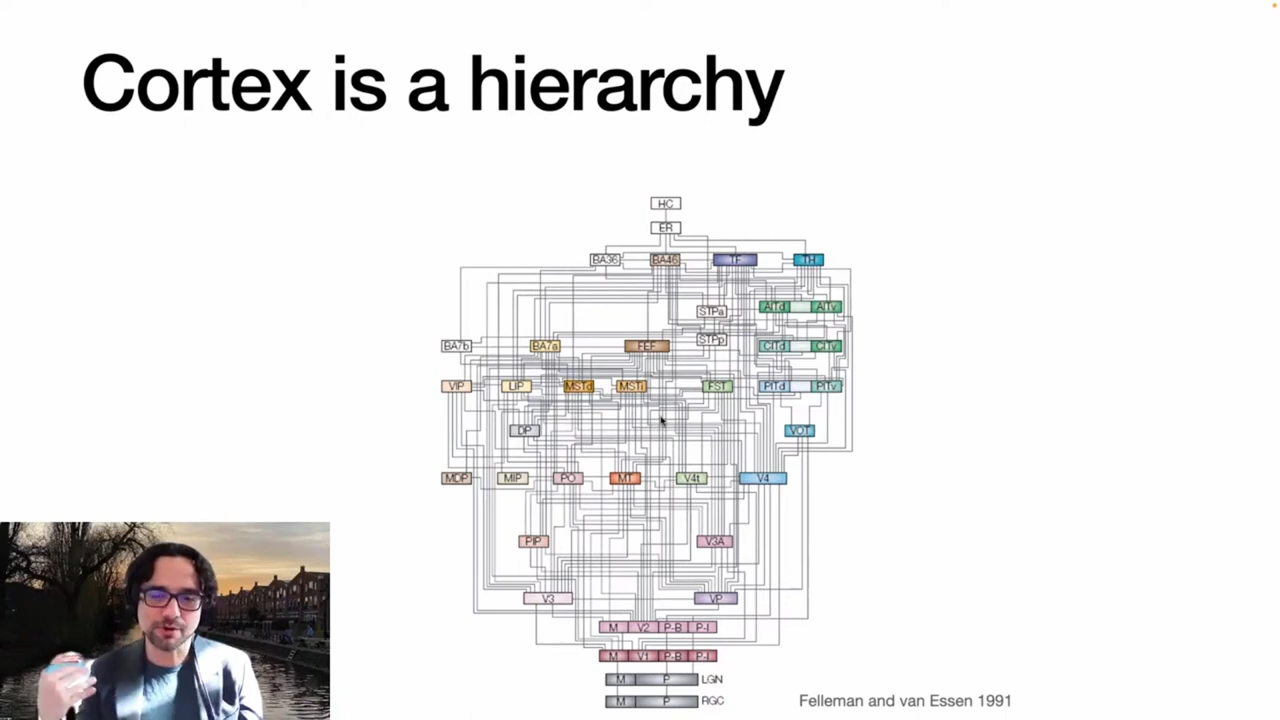 Cortex is a hierarchy
HC
ER
BA36 BA46 TF TH
STPa AITd AITv
BA7b BA7a FEF STPp CITd CITv
VIP LIP MSTd MSTl FST PITd PITv
DP VOT
MDP MIP PO MT V4t V4
PIP V3A
V3 VP
M V2 P-B P-I
M V1 P-B P-I
M P LGN
M P RGC
Felleman and van Essen 1991